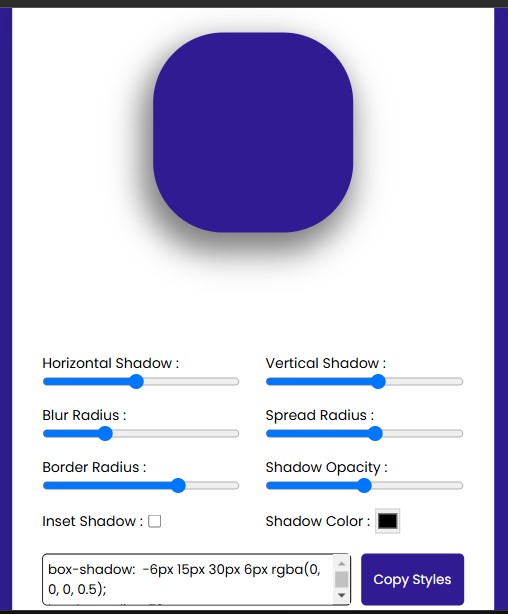 Horizontal Shadow :
Vertical Shadow :
Blur Radius :
Spread Radius :
Border Radius :
Shadow Opacity :
Inset Shadow :
Shadow Color :
box-shadow:  -6px 15px 30px 6px rgba(0,
0, 0, 0.5);
Copy Styles